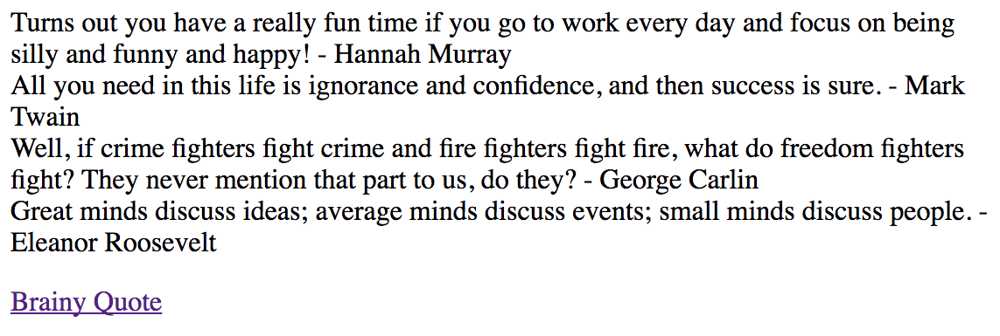 Turns out you have a really fun time if you go to work every day and focus on being
silly and funny and happy! - Hannah Murray
All you need in this life is ignorance and confidence, and then success is sure. - Mark
Twain
Well, if crime fighters fight crime and fire fighters fight fire, what do freedom fighters
fight? They never mention that part to us, do they? - George Carlin
Great minds discuss ideas; average minds discuss events; small minds discuss people. -
Eleanor Roosevelt
Brainy Quote